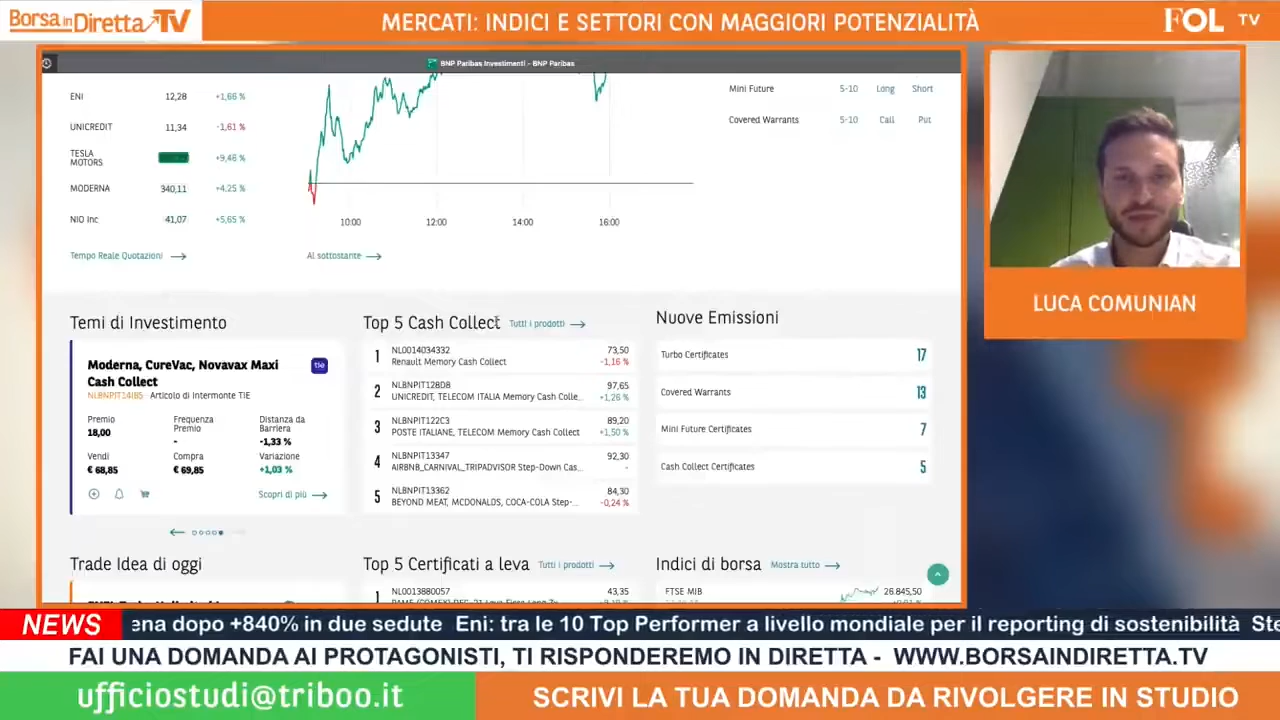 Borsa in Diretta TV
MERCATI: INDICI E SETTORI CON MAGGIORI POTENZIALITÀ
FOL TV
BNP Paribas Investimenti - BNP Paribas
ENI 12,28 +1,66 %
UNICREDIT 11,34 -1,61 %
TESLA MOTORS +9,46 %
MODERNA 340,11 +4,25 %
NIO Inc 41,07 +5,65 %
Tempo Reale Quotazioni
10:00 12:00 14:00 16:00
Al sottostante
Mini Future 5-10 Long Short
Covered Warrants 5-10 Call Put
LUCA COMUNIAN
Temi di Investimento
Moderna, CureVac, Novavax Maxi
Cash Collect
tie
NLBNPIT14I85 Articolo di Intermonte TIE
Premio
18,00
Frequenza
Premio
-
Distanza da
Barriera
-1,33 %
Vendi
€ 68,85
Compra
€ 69,85
Variazione
+1,03 %
Scopri di più
Top 5 Cash Collect Tutti i prodotti
1 NL0014034332 73,50
Renault Memory Cash Collect -1,16 %
2 NLBNPIT128D8 97,65
UNICREDIT, TELECOM ITALIA Memory Cash Colle... +1,26 %
3 NLBNPIT122C3 89,20
POSTE ITALIANE, TELECOM Memory Cash Collect +1,50 %
4 NLBNPIT13347 92,30
AIRBNB_CARNIVAL_TRIPADVISOR Step-Down Cas... -
5 NLBNPIT13362 84,30
BEYOND MEAT, MCDONALDS, COCA-COLA Step-... -0,24 %
Nuove Emissioni
Turbo Certificates 17
Covered Warrants 13
Mini Future Certificates 7
Cash Collect Certificates 5
Trade Idea di oggi
Top 5 Certificati a leva Tutti i prodotti
1 NL0013880057 43,35
Indici di borsa Mostra tutto
FTSE MIB 26.845,50
NEWS
ena dopo +840% in due sedute Eni: tra le 10 Top Performer a livello mondiale per il reporting di sostenibilità Ste
FAI UNA DOMANDA AI PROTAGONISTI, TI RISPONDEREMO IN DIRETTA - WWW.BORSAINDIRETTA.TV
ufficiostudi@triboo.it
SCRIVI LA TUA DOMANDA DA RIVOLGERE IN STUDIO